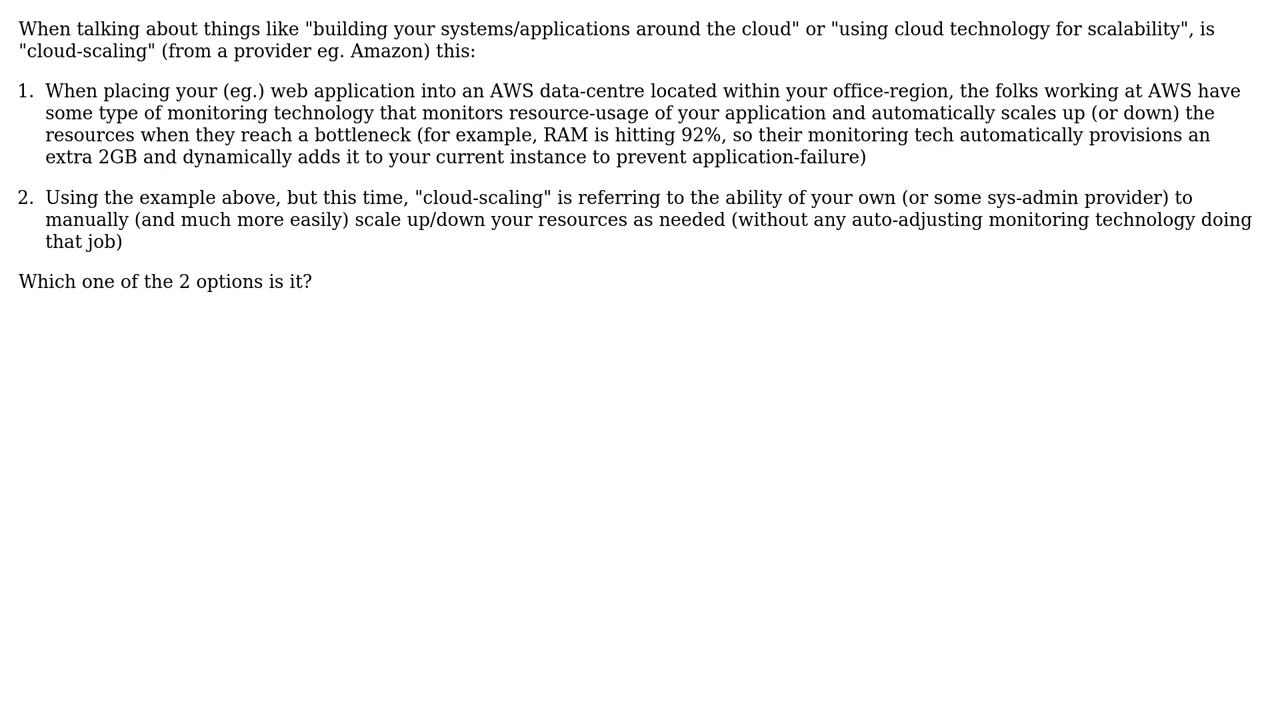 When talking about things like "building your systems/applications around the cloud" or "using cloud technology for scalability", is
"cloud-scaling" (from a provider eg. Amazon) this:
1. When placing your (eg.) web application into an AWS data-centre located within your office-region, the folks working at AWS have
some type of monitoring technology that monitors resource-usage of your application and automatically scales up (or down) the
resources when they reach a bottleneck (for example, RAM is hitting 92%, so their monitoring tech automatically provisions an
extra 2GB and dynamically adds it to your current instance to prevent application-failure)
2. Using the example above, but this time, "cloud-scaling" is referring to the ability of your own (or some sys-admin provider) to
manually (and much more easily) scale up/down your resources as needed (without any auto-adjusting monitoring technology doing
that job)
Which one of the 2 options is it?